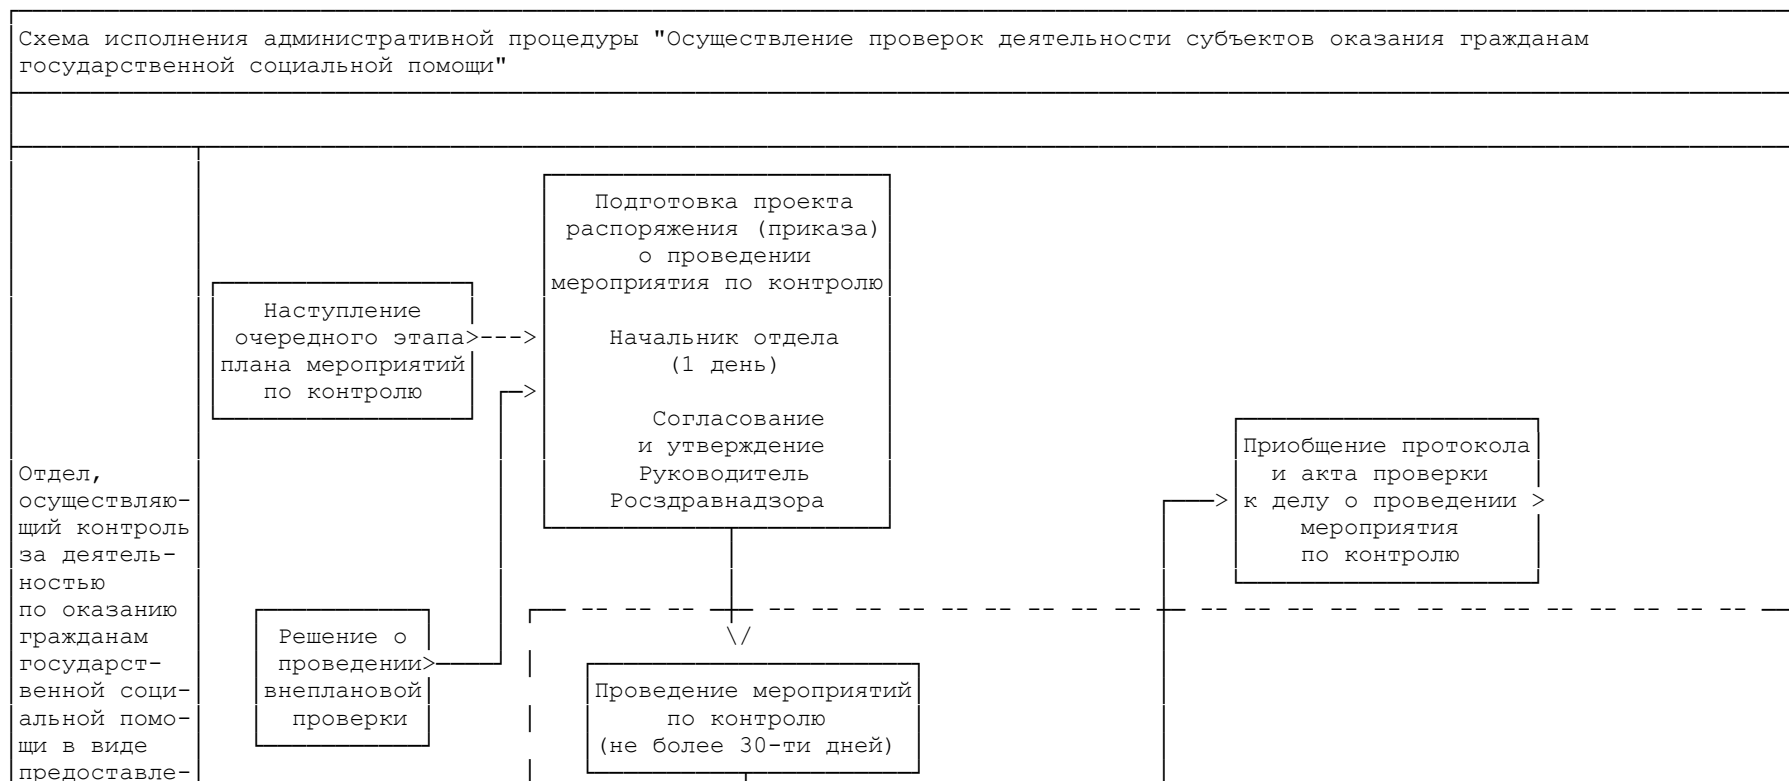 Схема исполнения административной процедуры "Осуществление проверок деятельности субъектов оказания гражданам
государственной социальной помощи"
Отдел,
осуществляю-
щий контроль
за деятель-
ностью
по оказанию
гражданам
государст-
венной соци-
альной помо-
щи в виде
предоставле-
Наступление
очередного этапа
плана мероприятий
по контролю
Решение о
проведении
внеплановой
проверки
Подготовка проекта
распоряжения (приказа)
о проведении
мероприятия по контролю
Начальник отдела
(1 день)
Согласование
и утверждение
Руководитель
Росздравнадзора
Проведение мероприятий
по контролю
(не более 30-ти дней)
Приобщение протокола
и акта проверки
к делу о проведении
мероприятия
по контролю